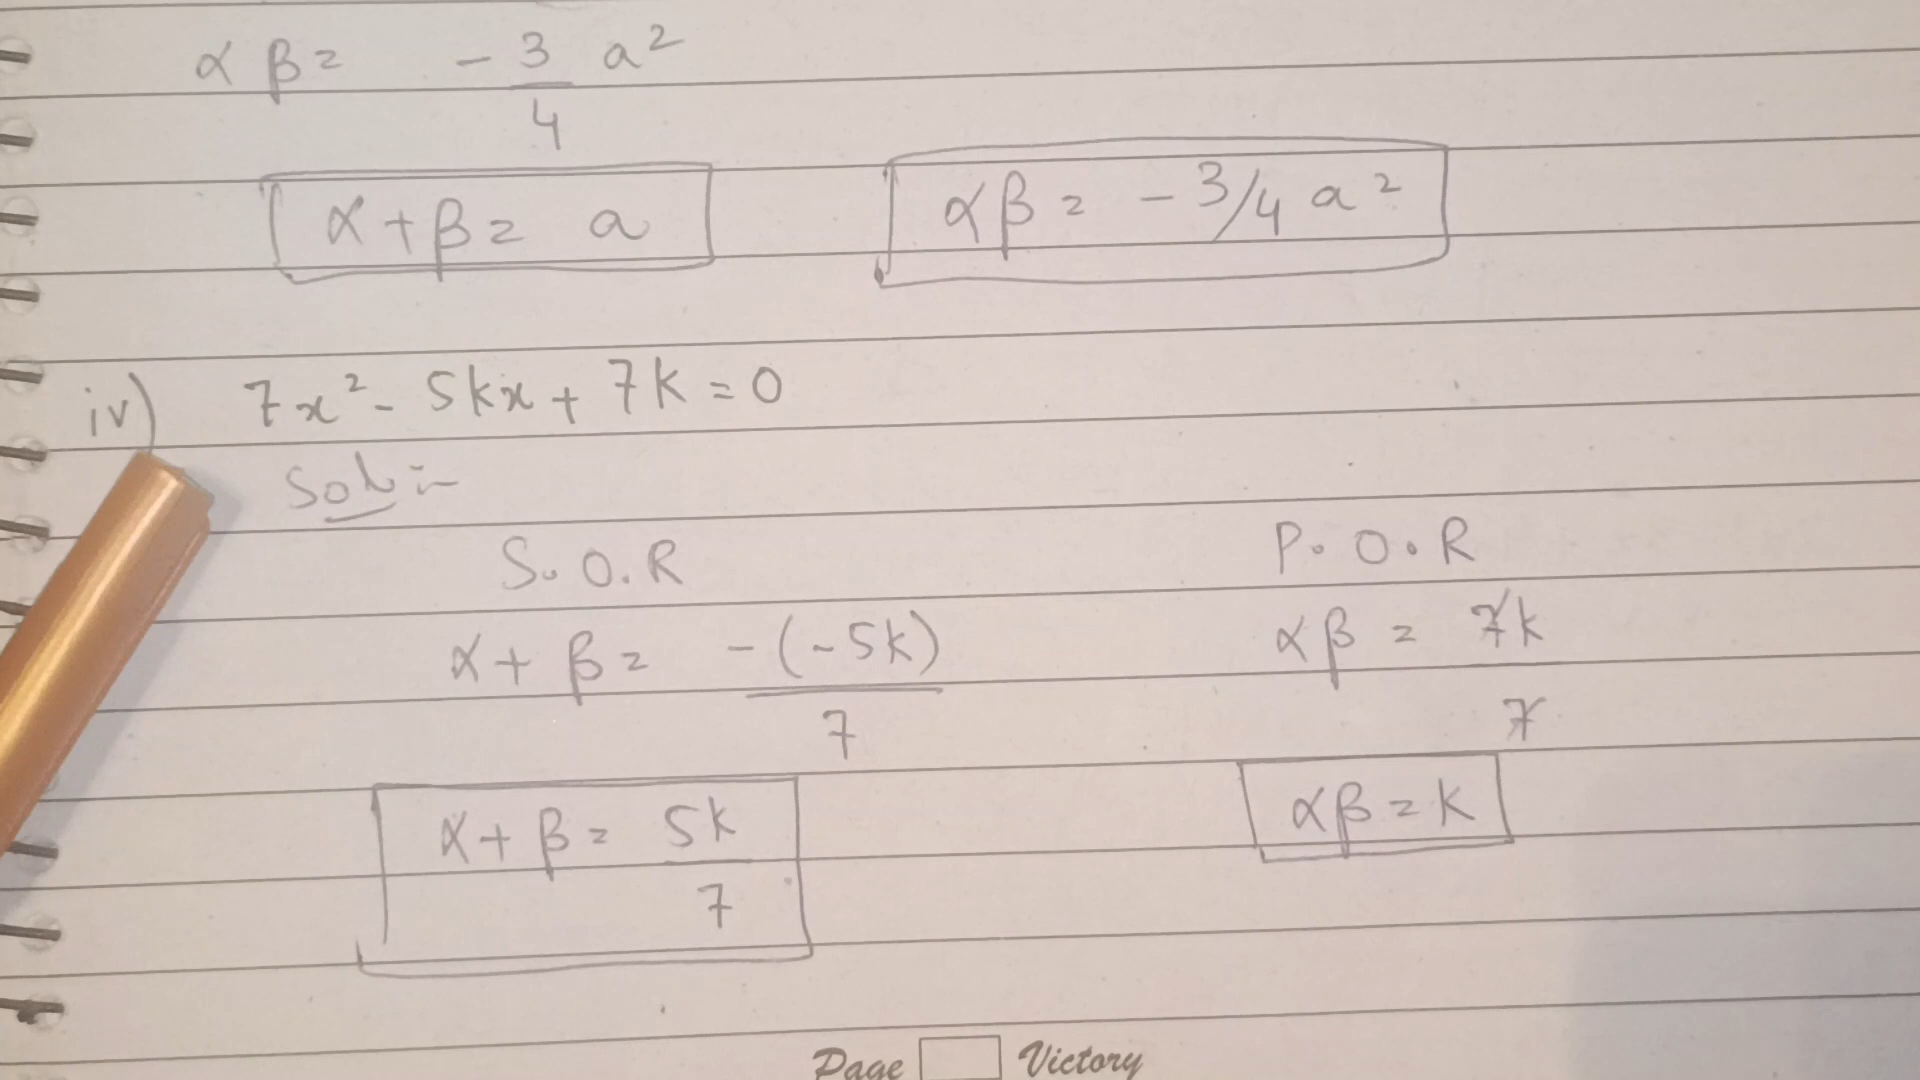 αβ = - 3/4 a²
α + β = a    αβ = - 3/4 a²
iv) 7x² - 5kx + 7k = 0
Sol:-
S.O.R    P.O.R
α + β = -(-5k)/7    αβ = 7k/7
α + β = 5k/7    αβ = k
Page Victory